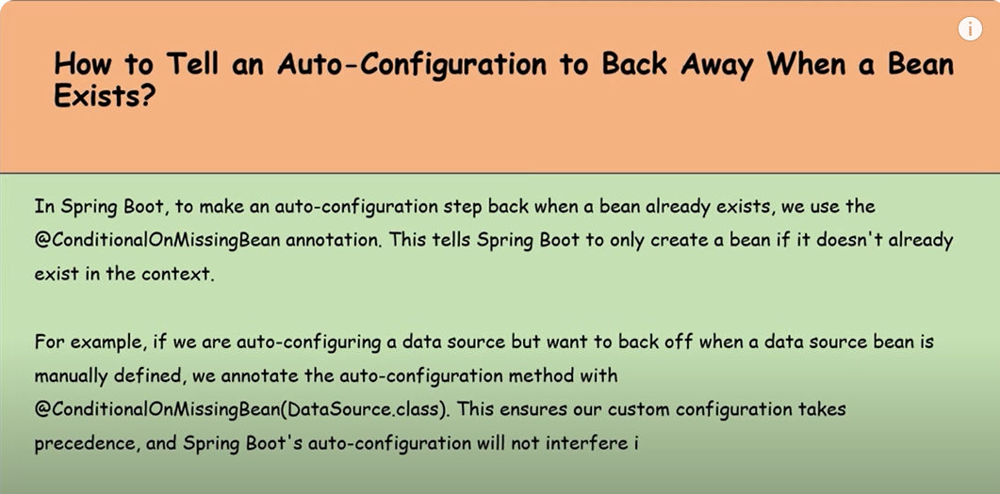 How to Tell an Auto-Configuration to Back Away When a Bean
Exists?
In Spring Boot, to make an auto-configuration step back when a bean already exists, we use the
@ConditionalOnMissingBean annotation. This tells Spring Boot to only create a bean if it doesn't already
exist in the context.
For example, if we are auto-configuring a data source but want to back off when a data source bean is
manually defined, we annotate the auto-configuration method with
@ConditionalOnMissingBean(DataSource.class). This ensures our custom configuration takes
precedence, and Spring Boot's auto-configuration will not interfere i